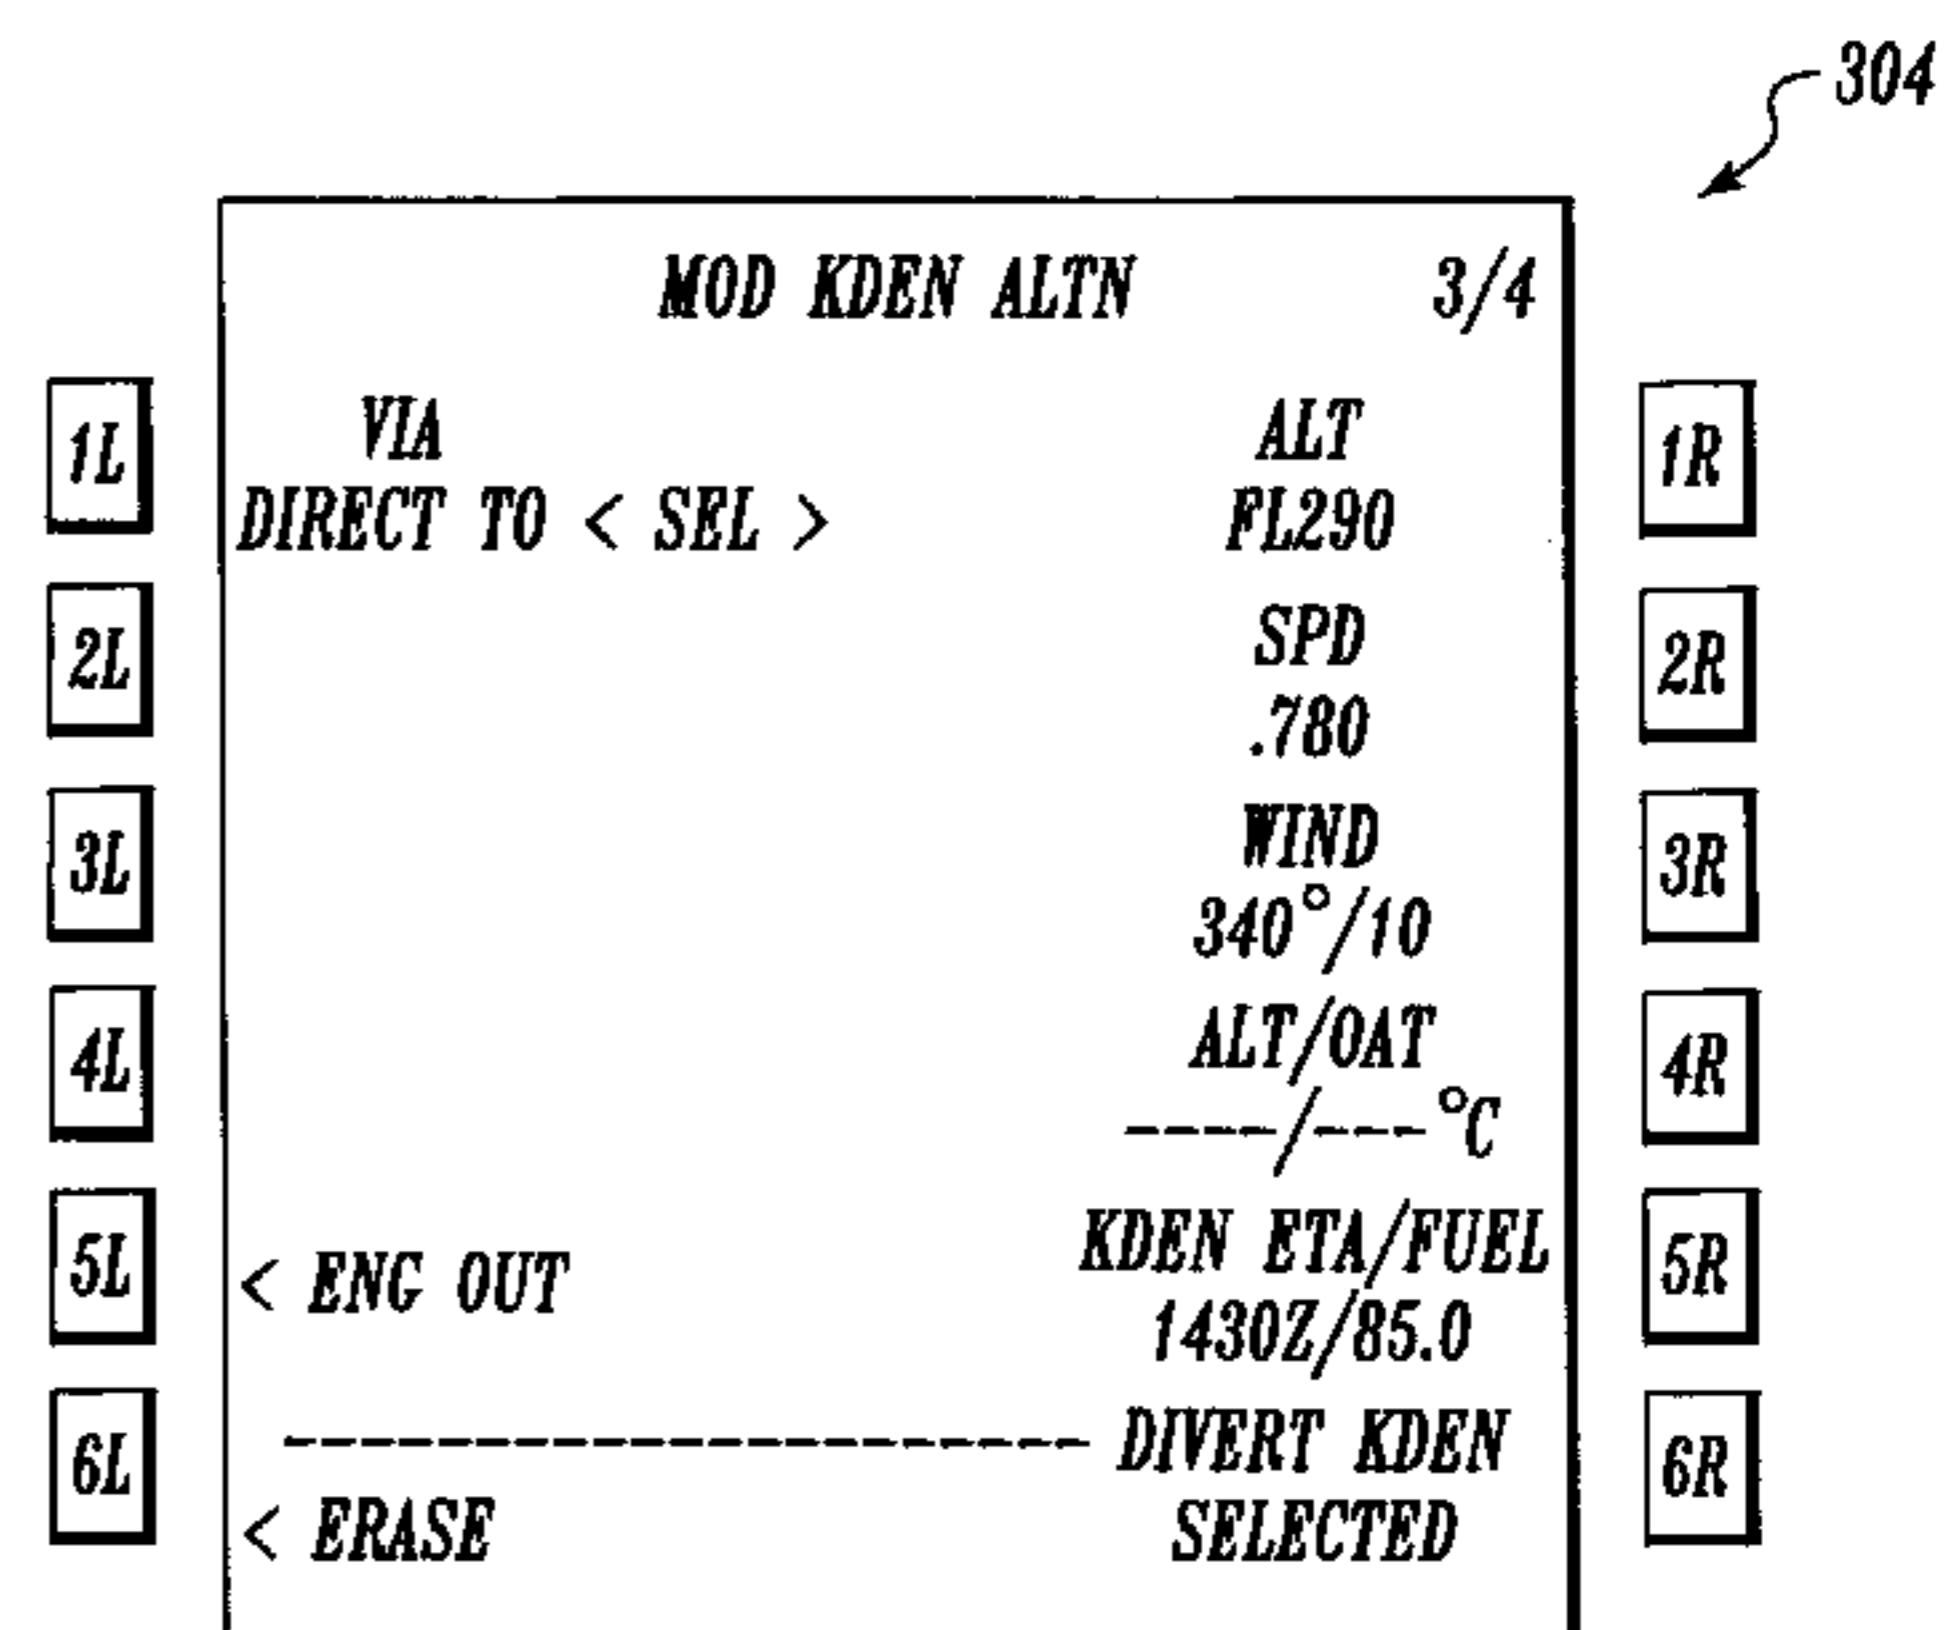 304
MOD KDEN ALTN 3/4
1L VIA ALT 1R
DIRECT TO < SEL > FL290
2L SPD 2R
.780
3L WIND 3R
340°/10
4L ALT/OAT 4R
----/---°C
5L KDEN ETA/FUEL 5R
< ENG OUT
1430Z/85.0
6L --------------------- DIVERT KDEN 6R
< ERASE SELECTED